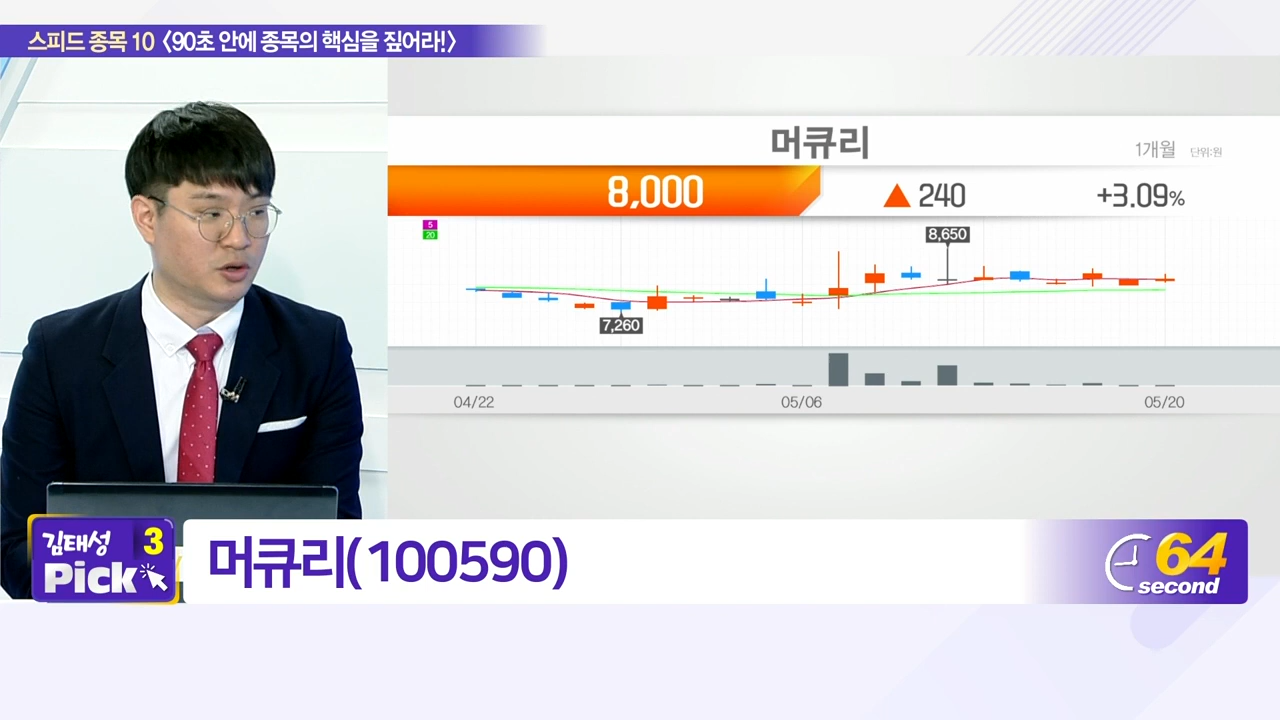 스피드 종목 10 〈90초 안에 종목의 핵심을 짚어라!〉
머큐리
1개월 단위:원
8,000 ▲ 240 +3.09%
5
20
8,650
7,260
04/22 05/06 05/20
김태성 3
Pick
머큐리(100590)
64
second